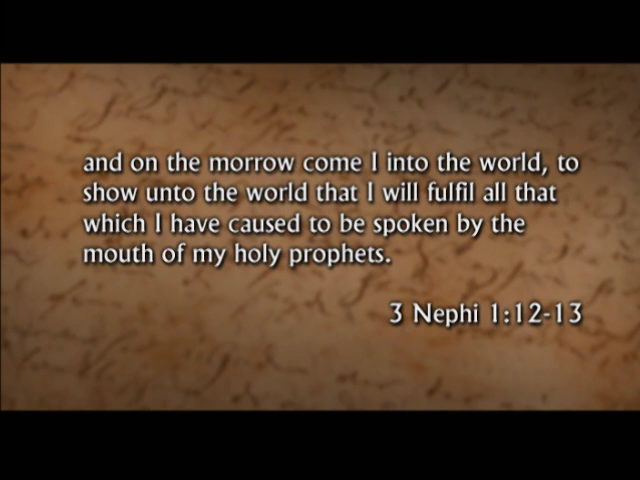 and on the morrow come I into the world, to
show unto the world that I will fulfil all that
which I have caused to be spoken by the
mouth of my holy prophets.
3 Nephi 1:12-13